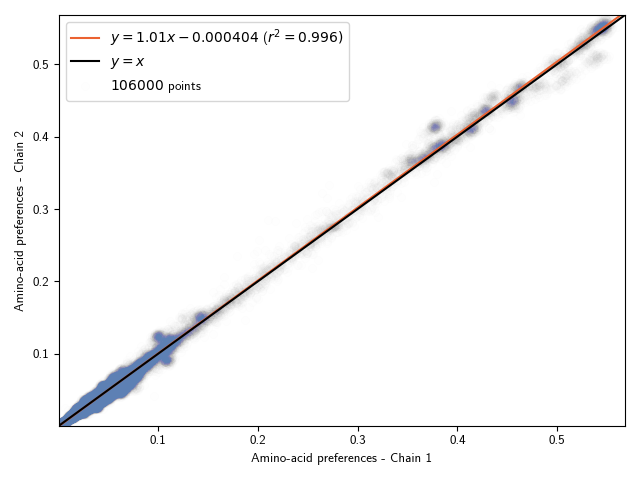 y = 1.01x − 0.000404 (r² = 0.996)
y = x
106000 points
0.5
0.4
0.3
0.2
0.1
Amino-acid preferences - Chain 2
0.1 0.2 0.3 0.4 0.5
Amino-acid preferences - Chain 1